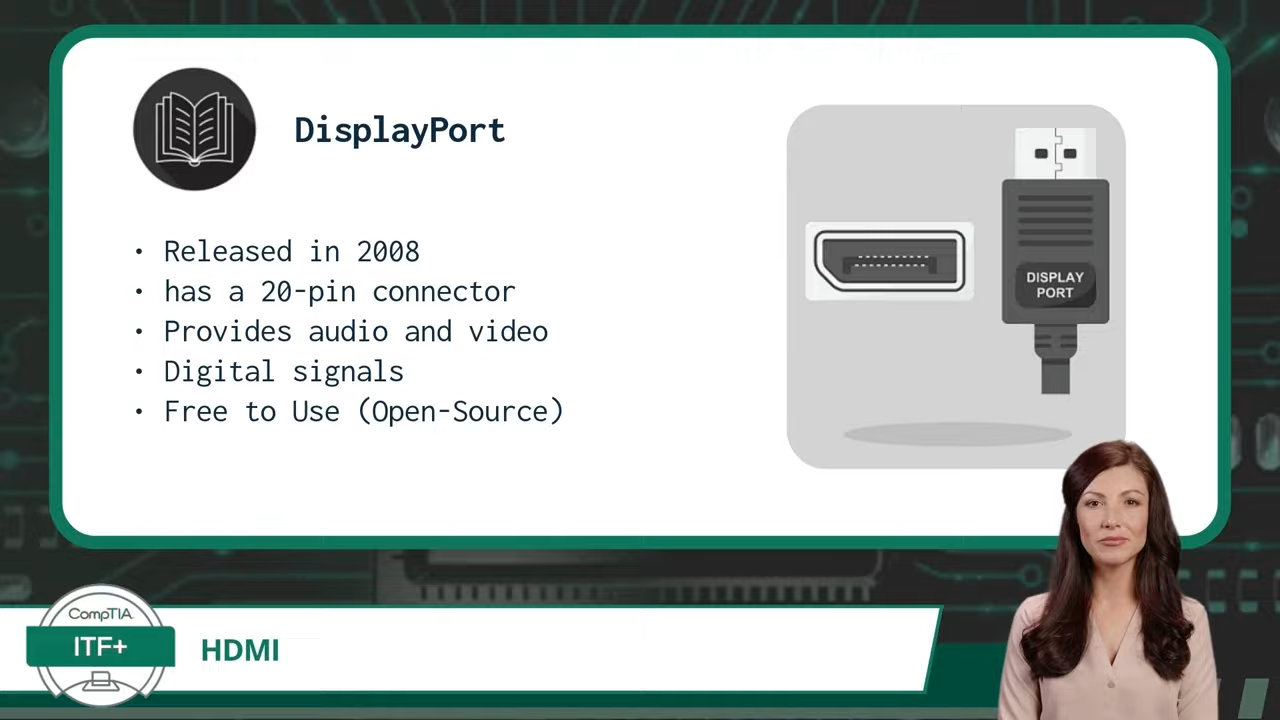 DisplayPort
• Released in 2008
• has a 20-pin connector
• Provides audio and video
• Digital signals
• Free to Use (Open-Source)
DISPLAY
PORT
CompTIA
ITF+
HDMI